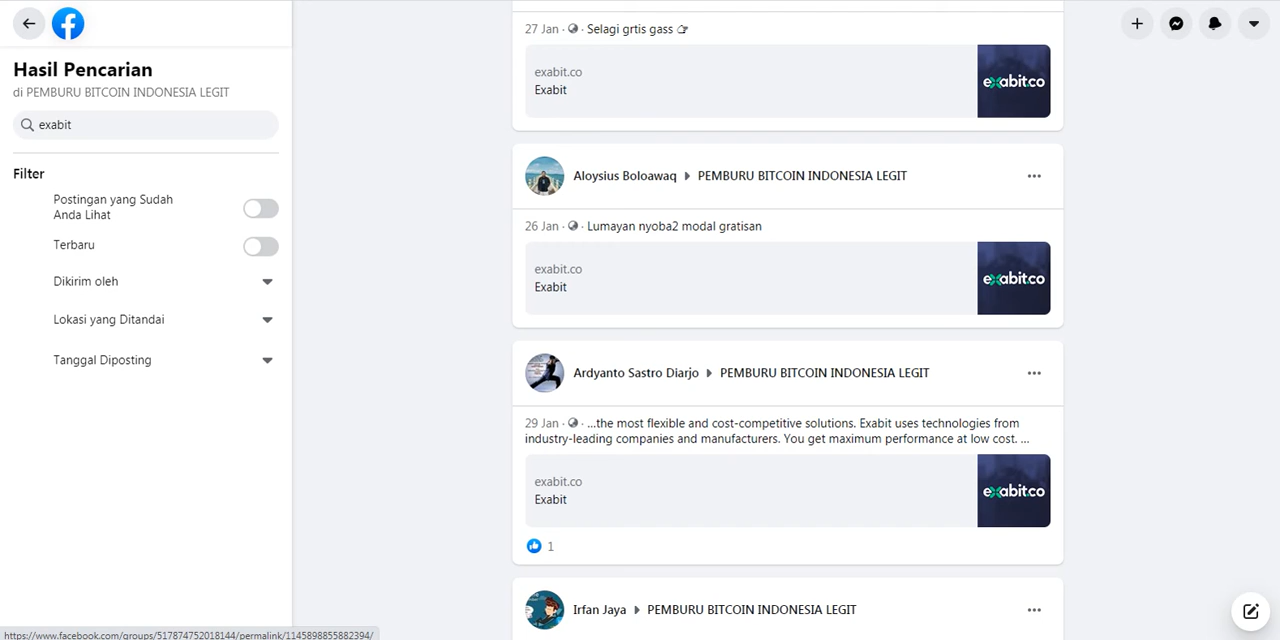 Hasil Pencarian
di PEMBURU BITCOIN INDONESIA LEGIT
exabit
Filter
Postingan yang Sudah
Anda Lihat
Terbaru
Dikirim oleh
Lokasi yang Ditandai
Tanggal Diposting
27 Jan · · Selagi grtis gass
exabit.co
Exabit
exabit.co
Aloysius Boloawaq PEMBURU BITCOIN INDONESIA LEGIT
26 Jan · · Lumayan nyoba2 modal gratisan
exabit.co
Exabit
exabit.co
Ardyanto Sastro Diarjo PEMBURU BITCOIN INDONESIA LEGIT
29 Jan · · ...the most flexible and cost-competitive solutions. Exabit uses technologies from
industry-leading companies and manufacturers. You get maximum performance at low cost. ...
exabit.co
Exabit
exabit.co
1
Irfan Jaya PEMBURU BITCOIN INDONESIA LEGIT
https://www.facebook.com/groups/517874752018144/permalink/1145898855882394/